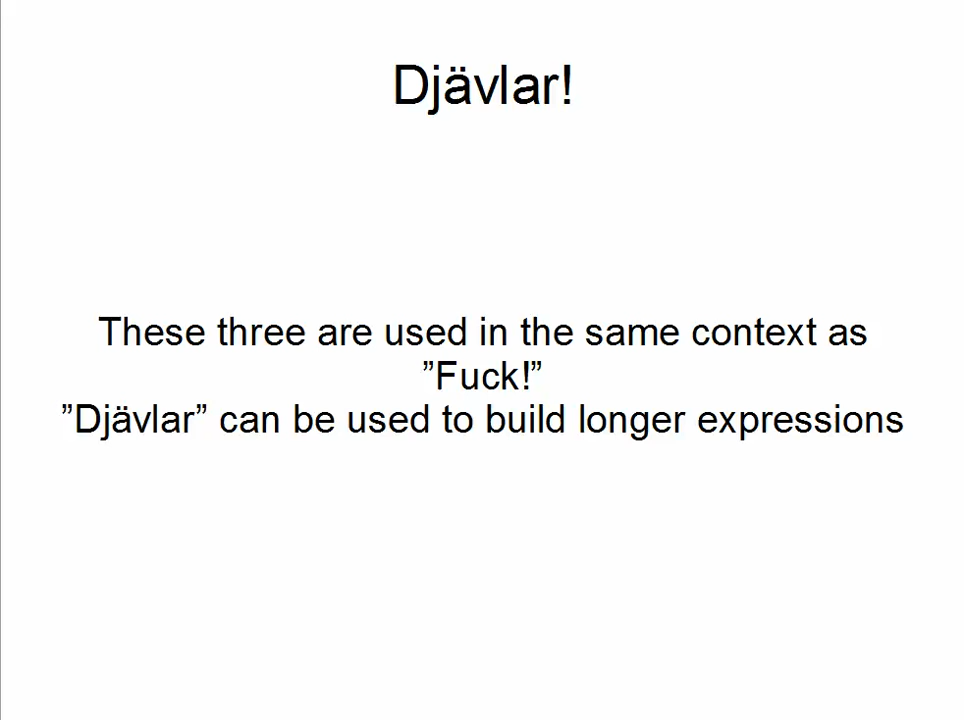 Djävlar!
These three are used in the same context as
”Fuck!”
”Djävlar” can be used to build longer expressions